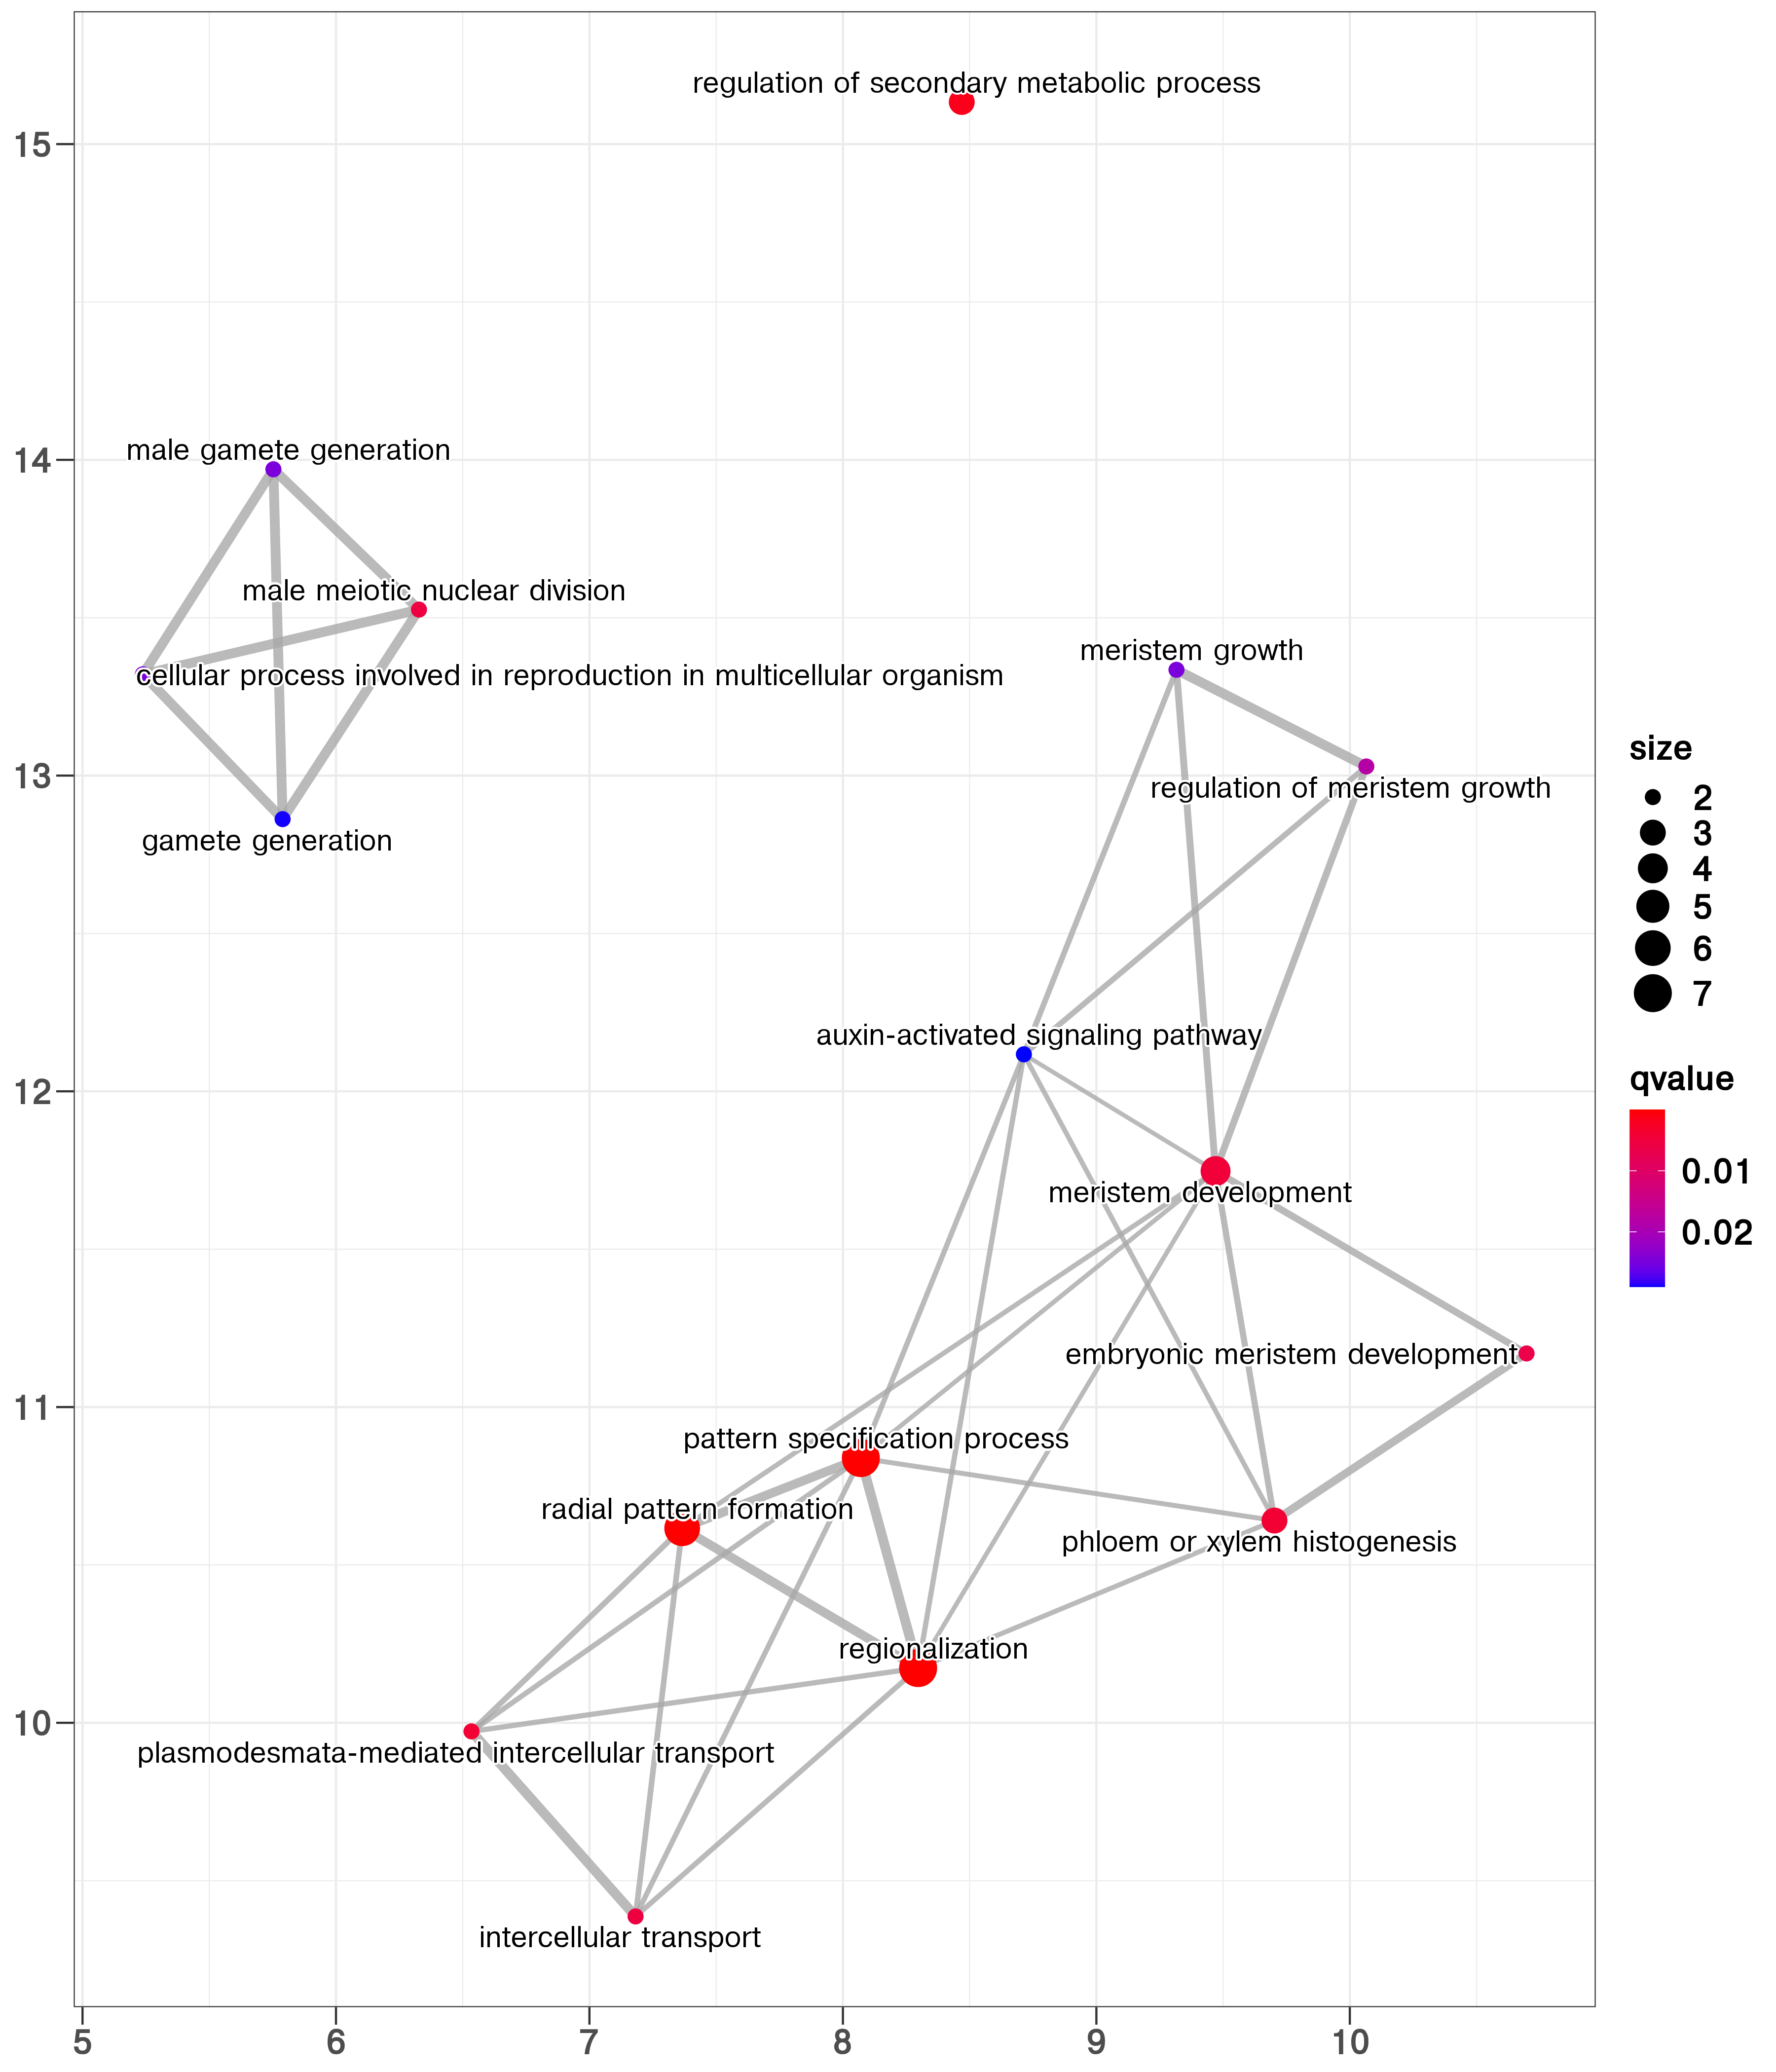 regulation of secondary metabolic process
15
14
male gamete generation
male meiotic nuclear division
cellular process involved in reproduction in multicellular organism
meristem growth
13
regulation of meristem growth
gamete generation
12
auxin-activated signaling pathway
meristem development
11
embryonic meristem development
pattern specification process
radial pattern formation
phloem or xylem histogenesis
regionalization
10
plasmodesmata-mediated intercellular transport
intercellular transport
5 6 7 8 9 10
size
2
3
4
5
6
7
qvalue
0.01
0.02